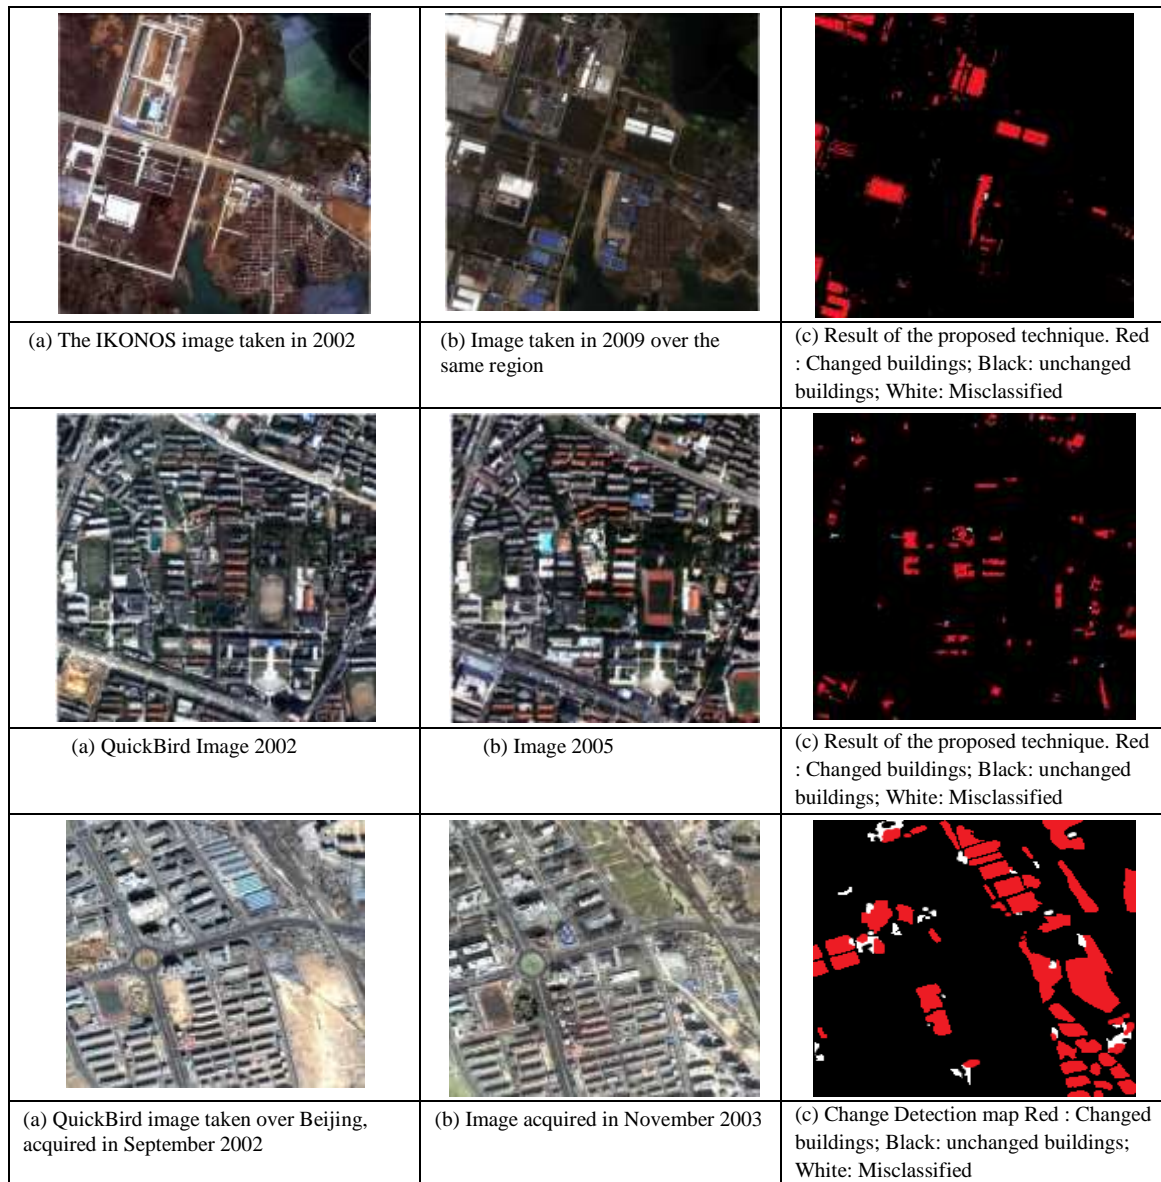 (a) The IKONOS image taken in 2002
(b) Image taken in 2009 over the
same region
(c) Result of the proposed technique. Red
: Changed buildings; Black: unchanged
buildings; White: Misclassified
(a) QuickBird Image 2002
(b) Image 2005
(c) Result of the proposed technique. Red
: Changed buildings; Black: unchanged
buildings; White: Misclassified
(a) QuickBird image taken over Beijing,
acquired in September 2002
(b) Image acquired in November 2003
(c) Change Detection map Red : Changed
buildings; Black: unchanged buildings;
White: Misclassified